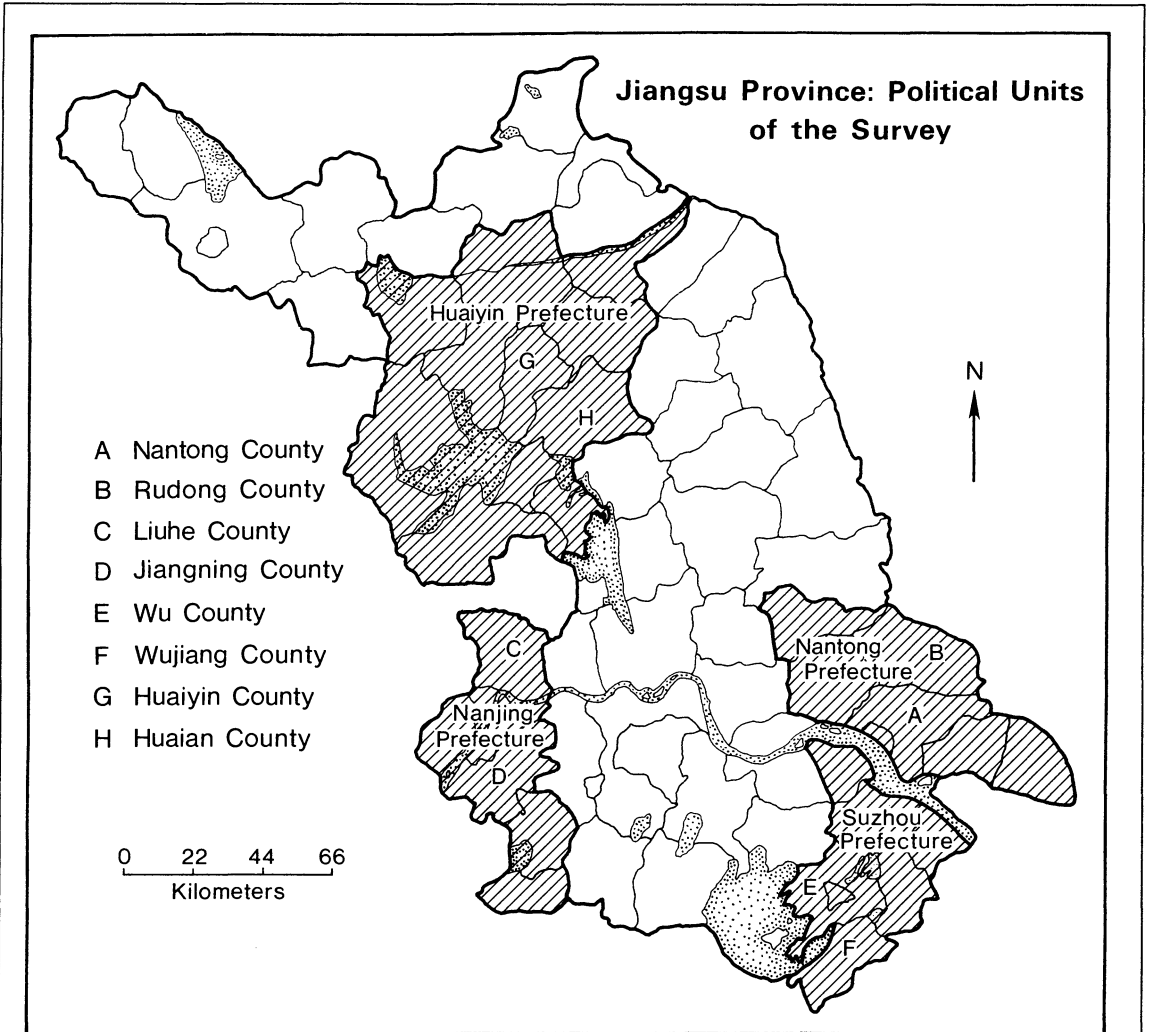 Jiangsu Province: Political Units
of the Survey
Huaiyin Prefecture
G
H
N
A Nantong County
B Rudong County
C Liuhe County
D Jiangning County
E Wu County
F Wujiang County
G Huaiyin County
H Huaian County
C
Nantong
Prefecture
B
A
Nanjing
Prefecture
D
Suzhou
Prefecture
E
F
0 22 44 66
Kilometers